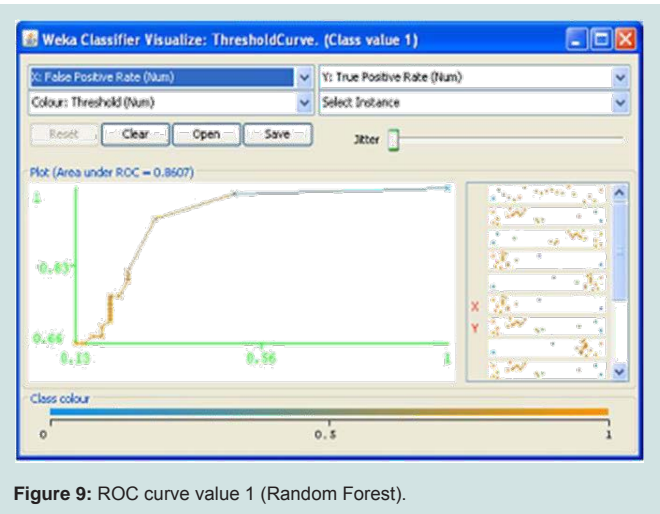 Weka Classifier Visualize: ThresholdCurve. (Class value 1)
X: False Positive Rate (Num)
Y: True Positive Rate (Num)
Colour: Threshold (Num)
Select Instance
Reset
Clear
Open
Save
Jitter
Plot (Area under ROC = 0.8607)
1
0.83
0.66
0.13
0.56
1
X
Y
Class colour
0
0.5
1
Figure 9: ROC curve value 1 (Random Forest).